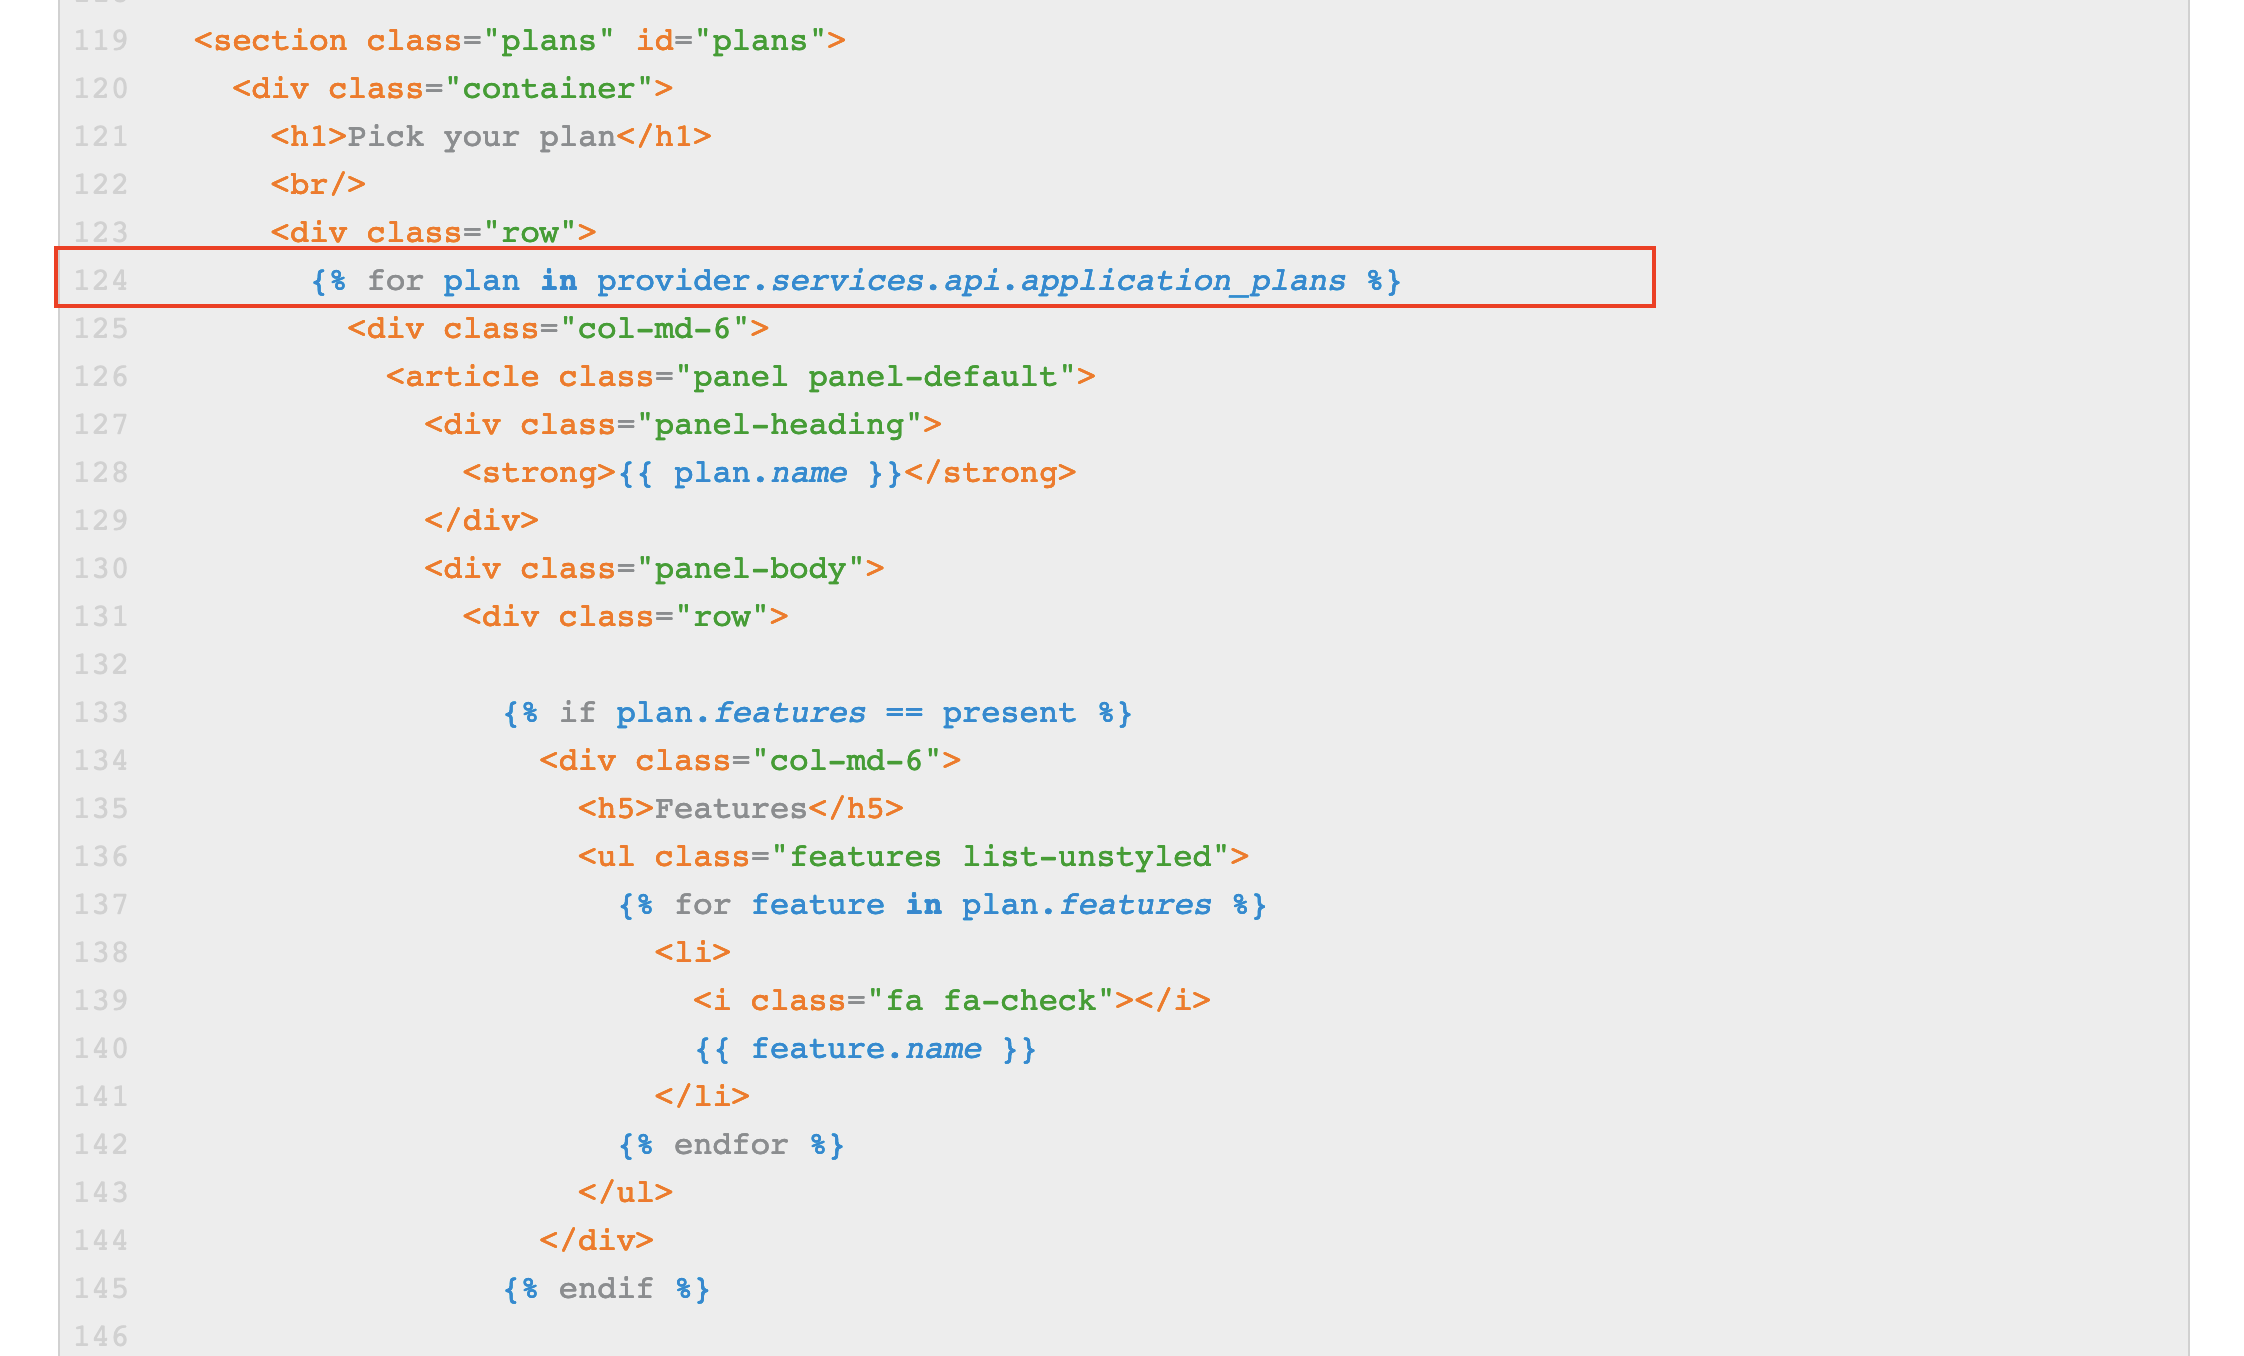 119 <section class="plans" id="plans">
120 <div class="container">
121 <h1>Pick your plan</h1>
122 <br/>
123 <div class="row">
124 {% for plan in provider.services.api.application_plans %}
125 <div class="col-md-6">
126 <article class="panel panel-default">
127 <div class="panel-heading">
128 <strong>{{ plan.name }}</strong>
129 </div>
130 <div class="panel-body">
131 <div class="row">
132
133 {% if plan.features == present %}
134 <div class="col-md-6">
135 <h5>Features</h5>
136 <ul class="features list-unstyled">
137 {% for feature in plan.features %}
138 <li>
139 <i class="fa fa-check"></i>
140 {{ feature.name }}
141 </li>
142 {% endfor %}
143 </ul>
144 </div>
145 {% endif %}
146